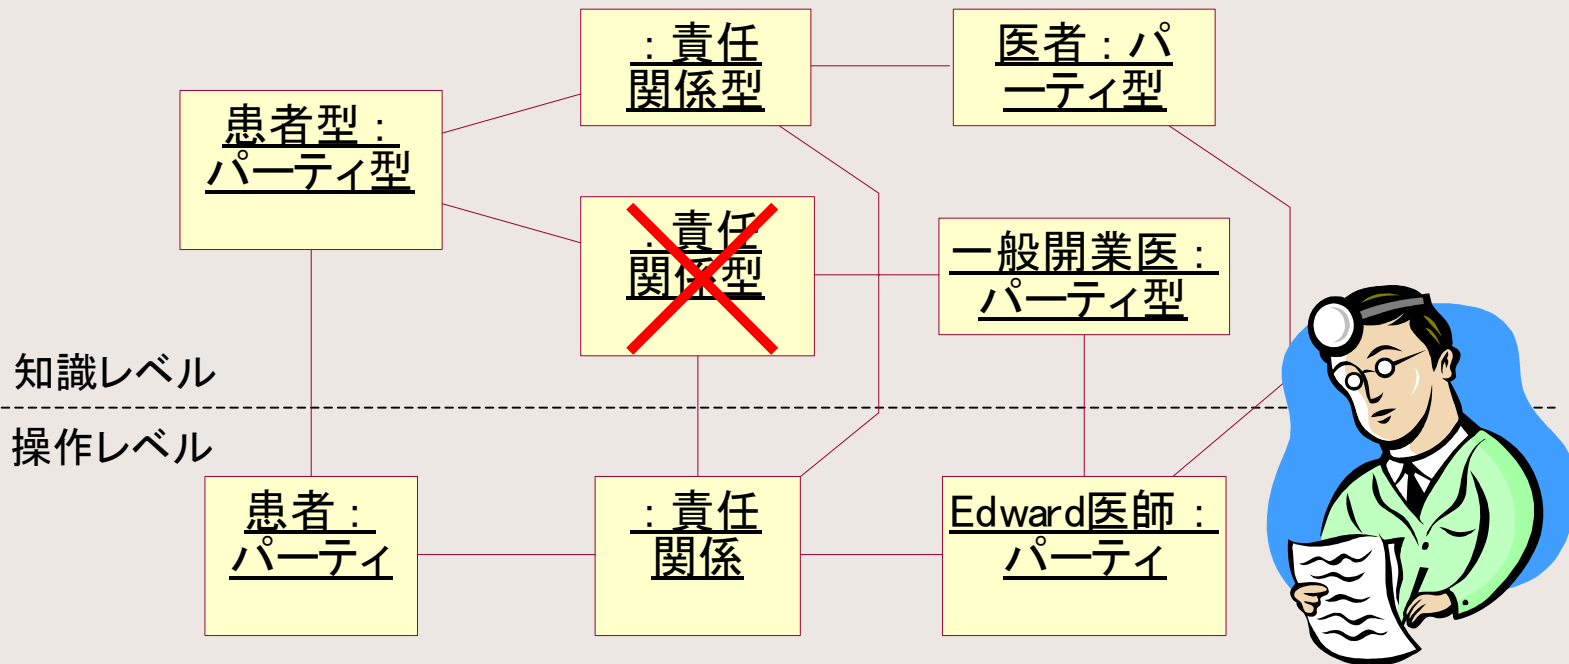 ：責任
関係型
医者：パ
ーティ型
患者型：
パーティ型
：責任
関係型
一般開業医：
パーティ型
知識レベル
操作レベル
患者：
パーティ
：責任
関係
Edward医師：
パーティ